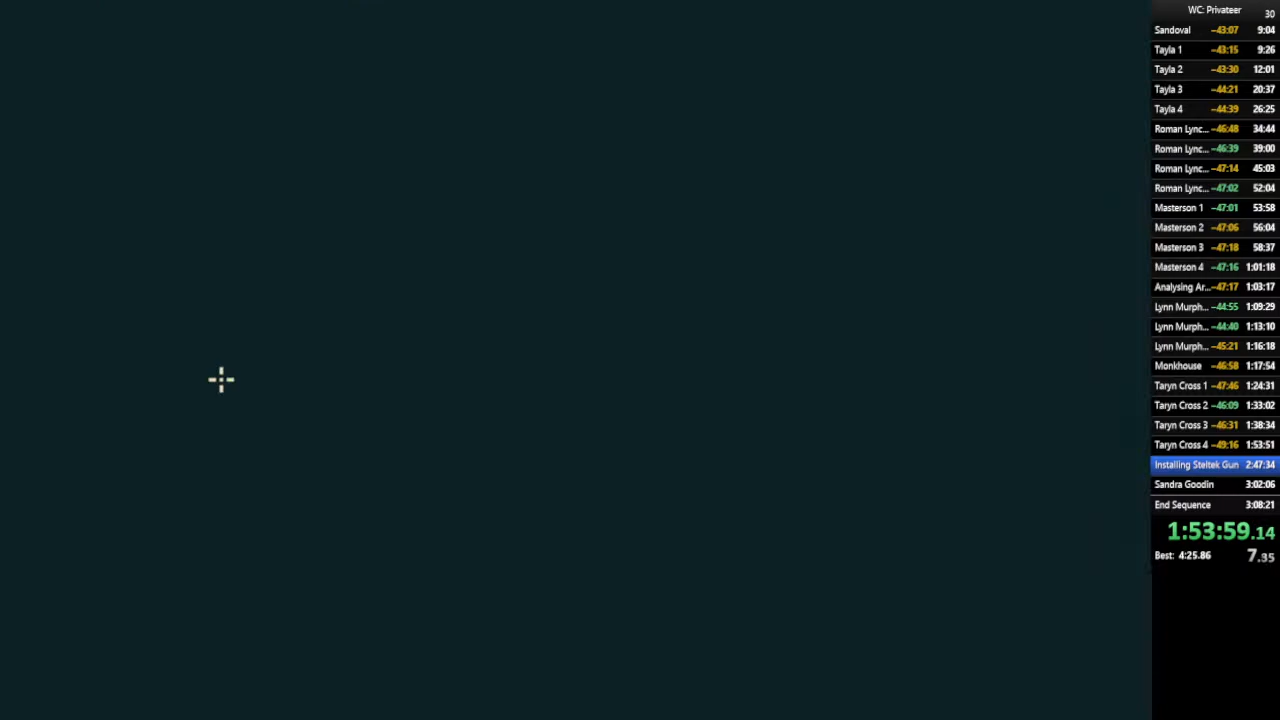 WC: Privateer
30
Sandoval -43:07 9:04
Tayla 1 -43:15 9:26
Tayla 2 -43:30 12:01
Tayla 3 -44:21 20:37
Tayla 4 -44:39 26:25
Roman Lync... -46:48 34:44
Roman Lync... -46:39 39:00
Roman Lync... -47:14 45:03
Roman Lync... -47:02 52:04
Masterson 1 -47:01 53:58
Masterson 2 -47:06 56:04
Masterson 3 -47:18 58:37
Masterson 4 -47:16 1:01:18
Analysing Ar... -47:17 1:03:17
Lynn Murph... -44:55 1:09:29
Lynn Murph... -44:40 1:13:10
Lynn Murph... -45:21 1:16:18
Monkhouse -46:58 1:17:54
Taryn Cross 1 -47:46 1:24:31
Taryn Cross 2 -46:09 1:33:02
Taryn Cross 3 -46:31 1:38:34
Taryn Cross 4 -49:16 1:53:51
Installing Steltek Gun 2:47:34
Sandra Goodin 3:02:06
End Sequence 3:08:21
1:53:59.14
Best: 4:25.86 7.35